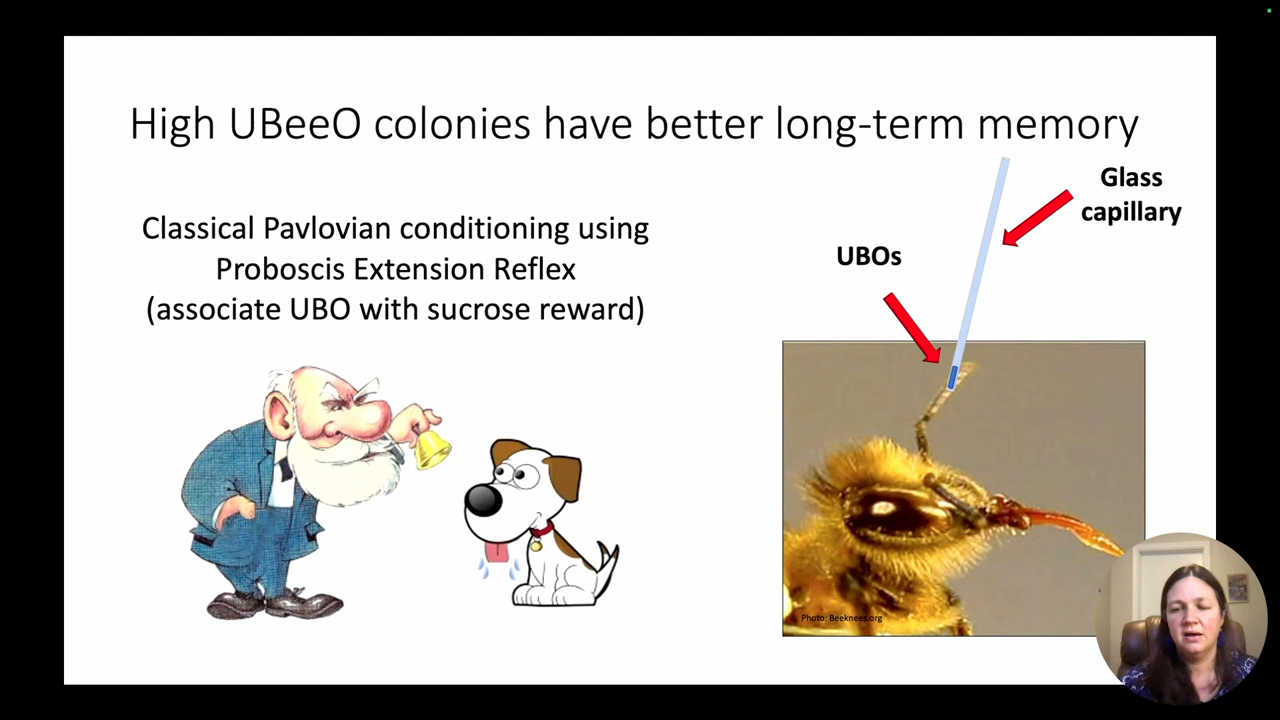 High UBeeO colonies have better long-term memory
Classical Pavlovian conditioning using
Proboscis Extension Reflex
(associate UBO with sucrose reward)
UBOs
Glass
capillary
Photo: Beeknees.org